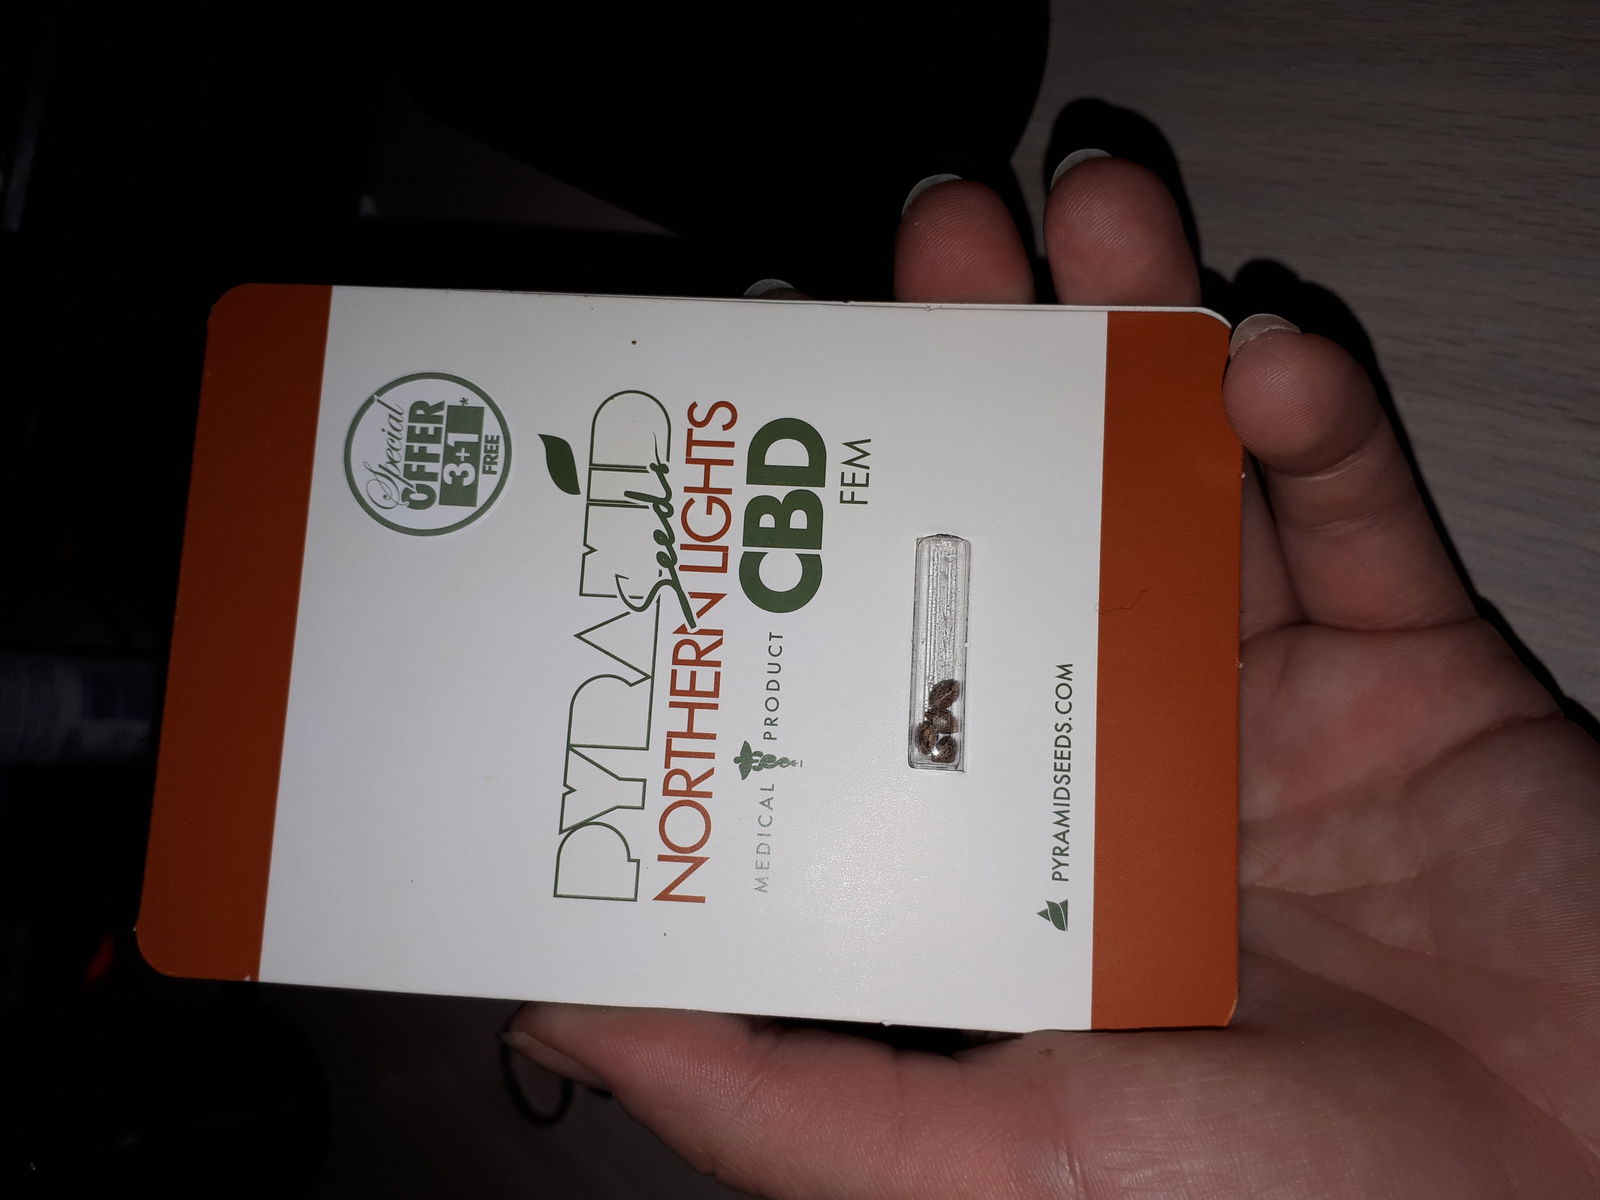 Special
OFFER
3+1*
FREE
PYRAMID
Seeds
NORTHERN LIGHTS
MEDICAL PRODUCT CBD
FEM
PYRAMIDSEEDS.COM